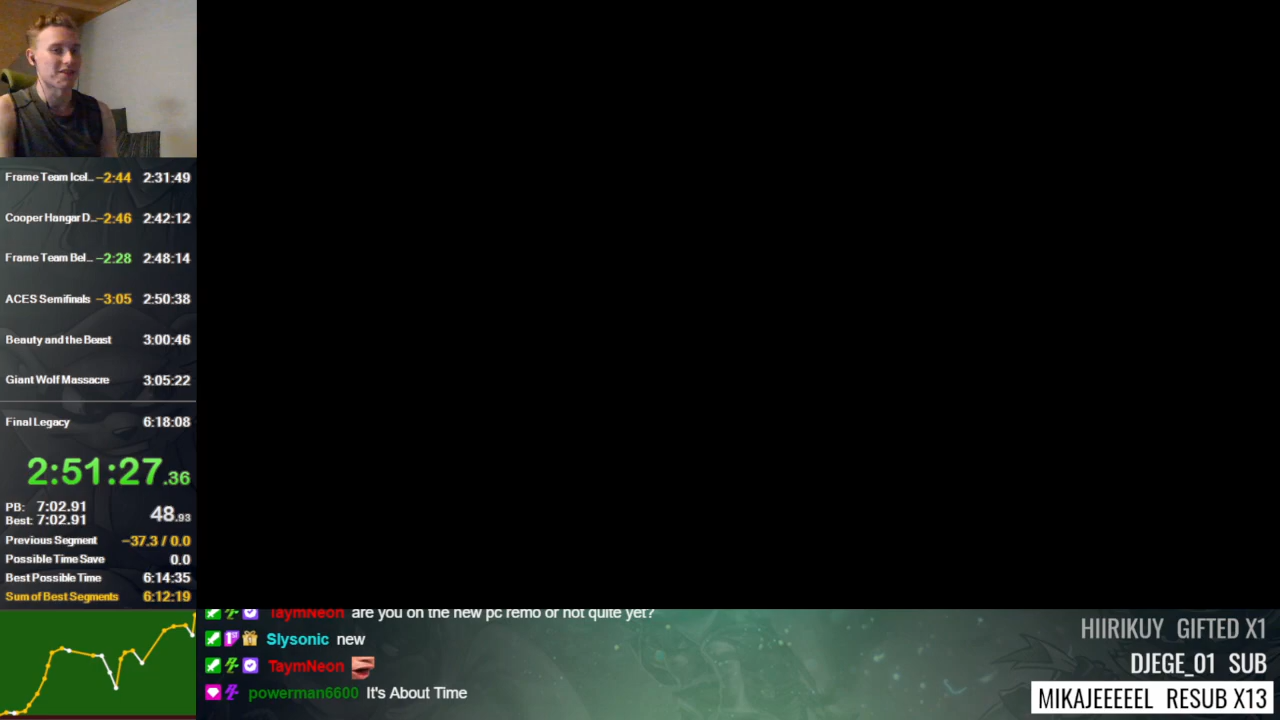 Frame Team Icel... −2:44 2:31:49
Cooper Hangar D... −2:46 2:42:12
Frame Team Bel... −2:28 2:48:14
ACES Semifinals −3:05 2:50:38
Beauty and the Beast 3:00:46
Giant Wolf Massacre 3:05:22
Final Legacy 6:18:08
2:51:27.36
PB: 7:02.91
Best: 7:02.91
48.93
Previous Segment −37.3 / 0.0
Possible Time Save 0.0
Best Possible Time 6:14:35
Sum of Best Segments 6:12:19
TaymNeon are you on the new pc remo or not quite yet?
Slysonic new
TaymNeon
powerman6600 It's About Time
HIIRIKUY GIFTED X1
DJEGE_01 SUB
MIKAJEEEEEL RESUB X13